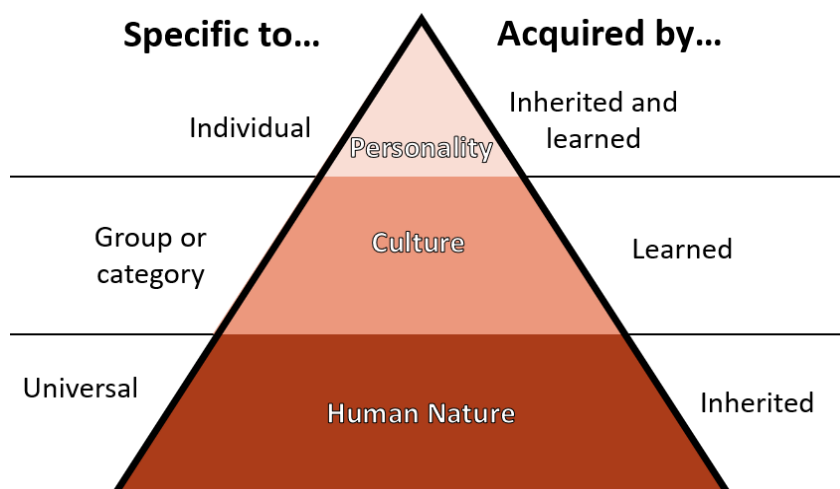 Specific to...
Acquired by...
Individual
Personality
Inherited and
learned
Group or
category
Culture
Learned
Universal
Human Nature
Inherited